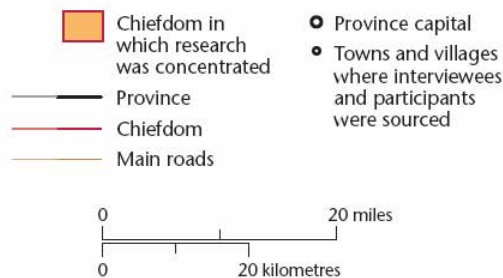 Chiefdom in
which research
was concentrated
Province
Chiefdom
Main roads
Province capital
Towns and villages
where interviewees
and participants
were sourced
0
20 miles
0
20 kilometres